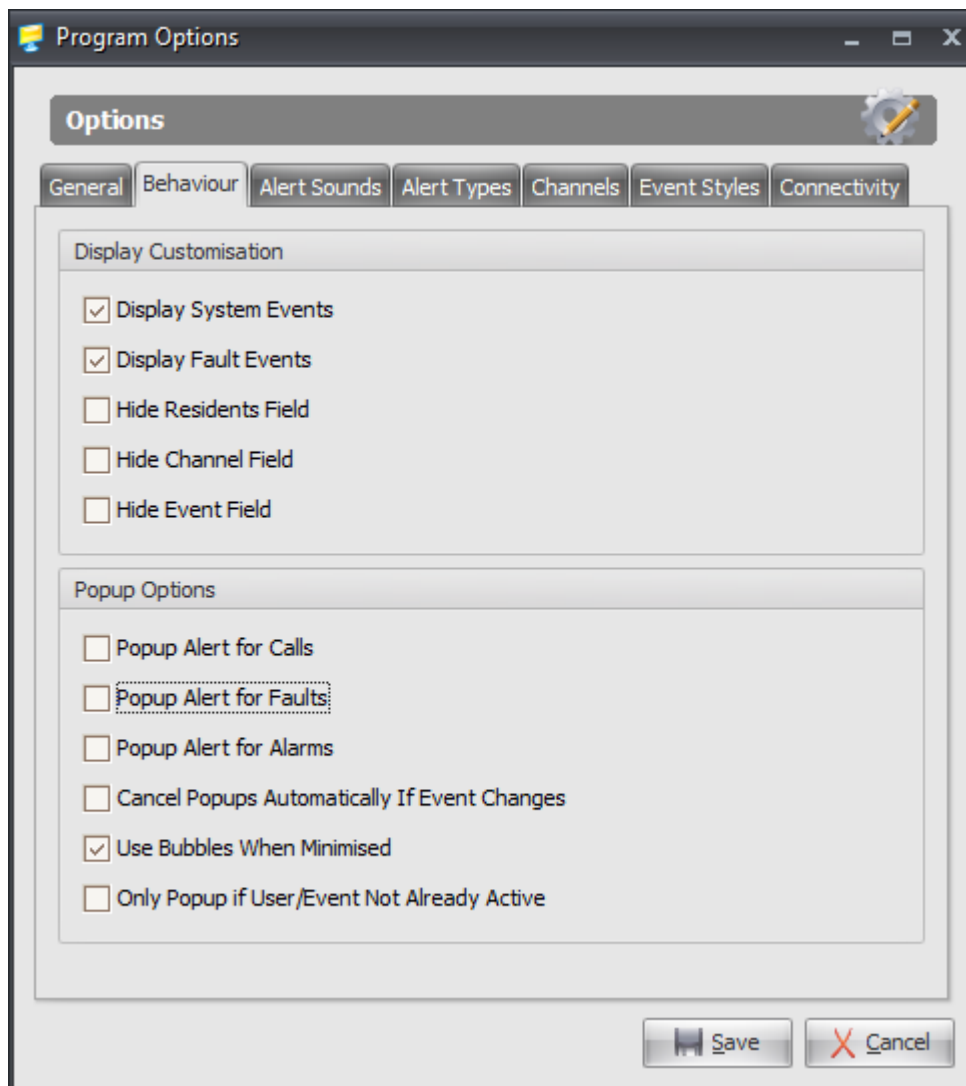 Program Options
Options
General Behaviour Alert Sounds Alert Types Channels Event Styles Connectivity
Display Customisation
Display System Events
Display Fault Events
Hide Residents Field
Hide Channel Field
Hide Event Field
Popup Options
Popup Alert for Calls
Popup Alert for Faults
Popup Alert for Alarms
Cancel Popups Automatically If Event Changes
Use Bubbles When Minimised
Only Popup if User/Event Not Already Active
Save Cancel